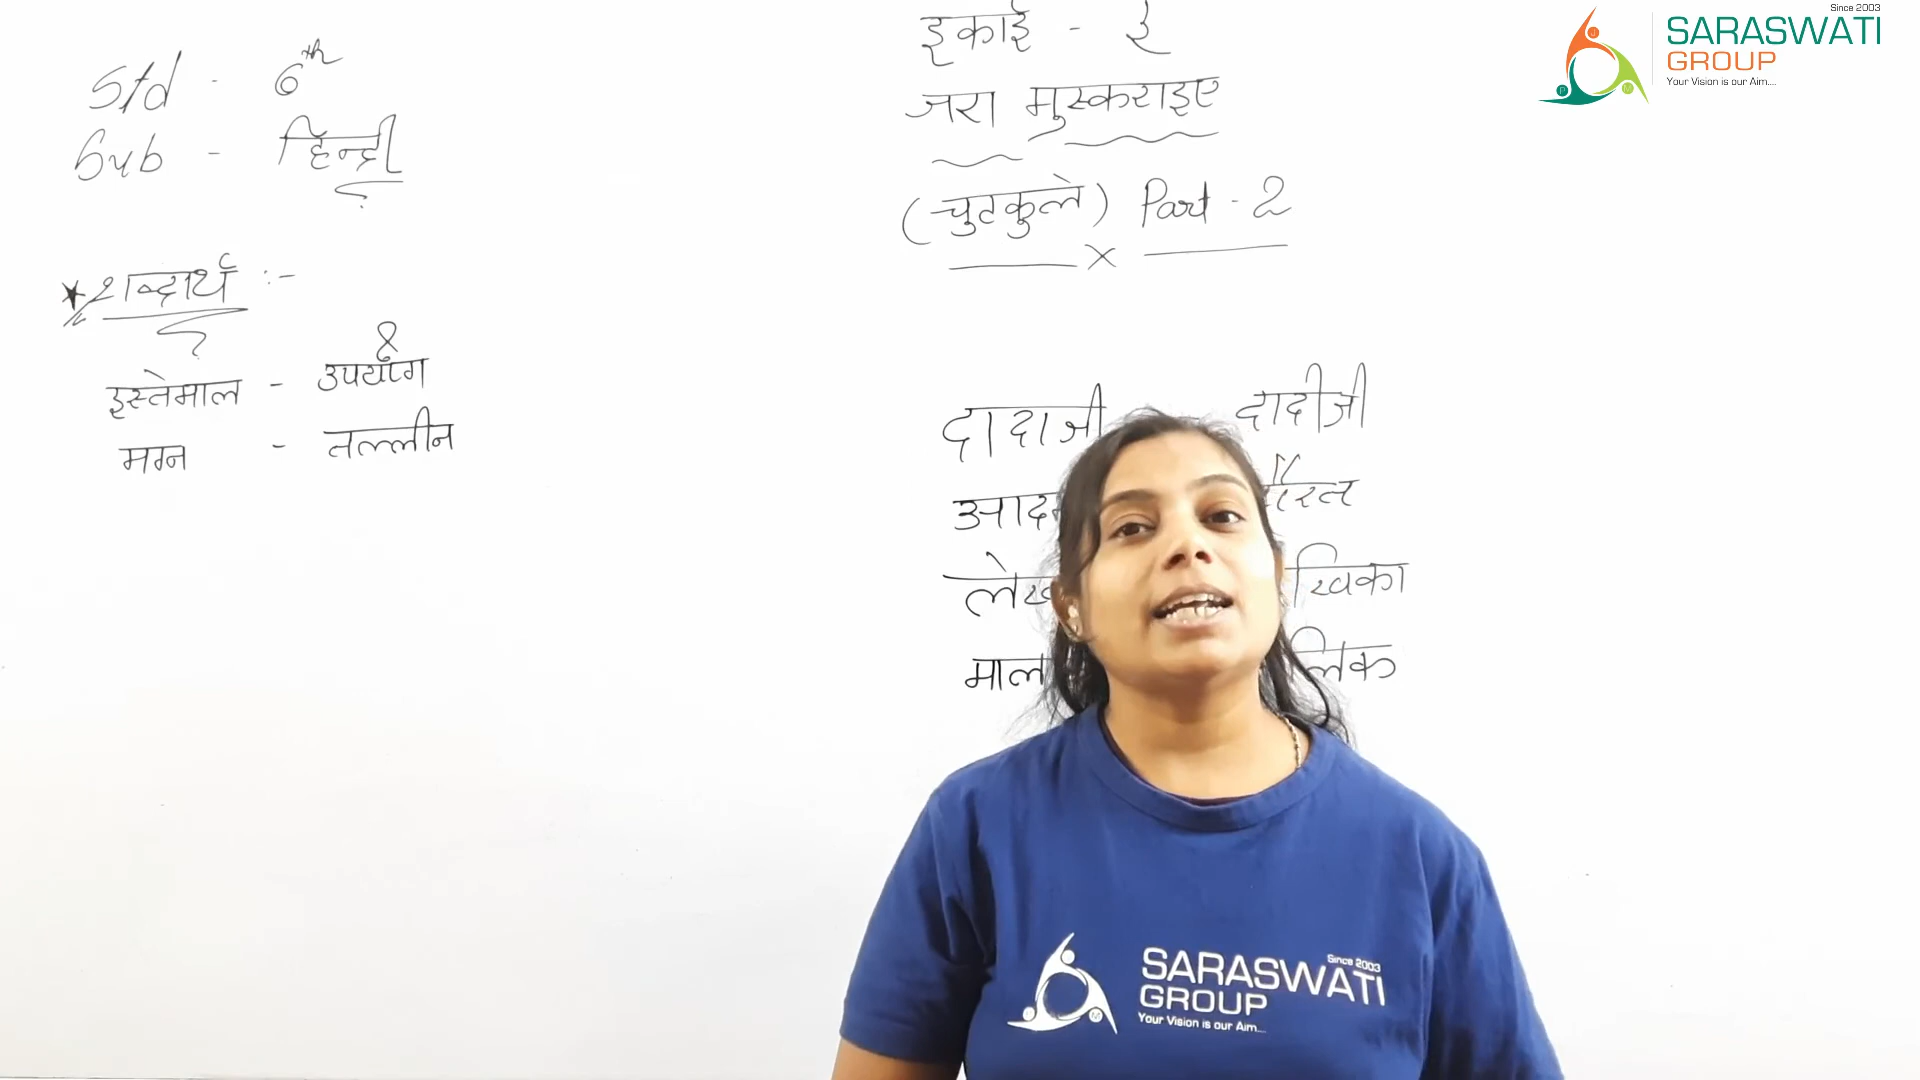 Std - 6th
Sub - हिन्दी
इकाई - ३
जरा मुस्कराइए
(चुटकुले) Part - 2
Since 2003
SARASWATI
GROUP
Your Vision is our Aim....
* शब्दार्थ :-
इस्तेमाल - उपयोग
मग्न - तल्लीन
दादाजी दादीजी
Since 2003
SARASWATI
GROUP
Your Vision is our Aim...